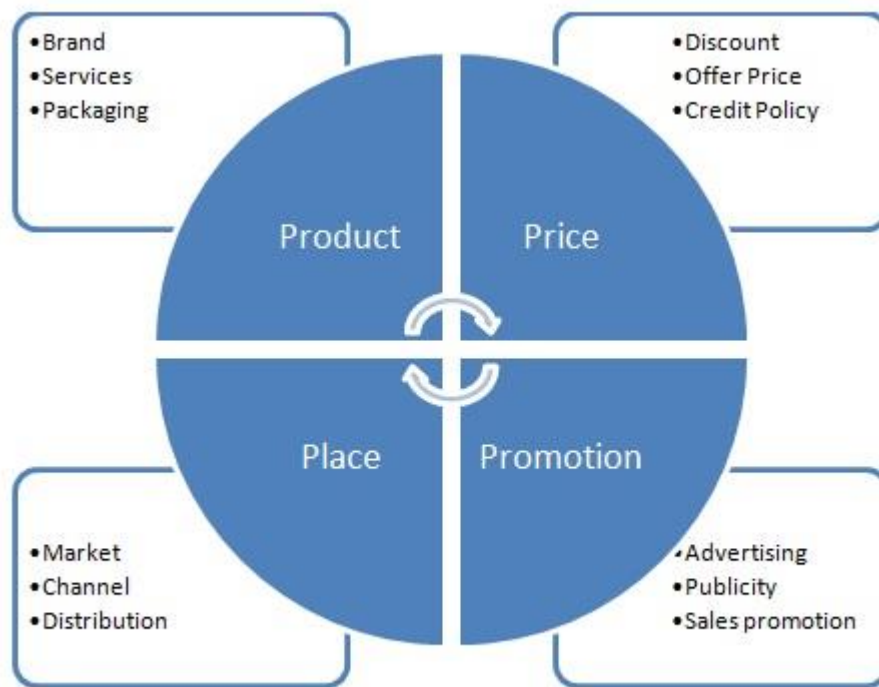 •Brand
•Services
•Packaging
•Discount
•Offer Price
•Credit Policy
Product
Price
Place
Promotion
•Market
•Channel
•Distribution
•Advertising
•Publicity
•Sales promotion